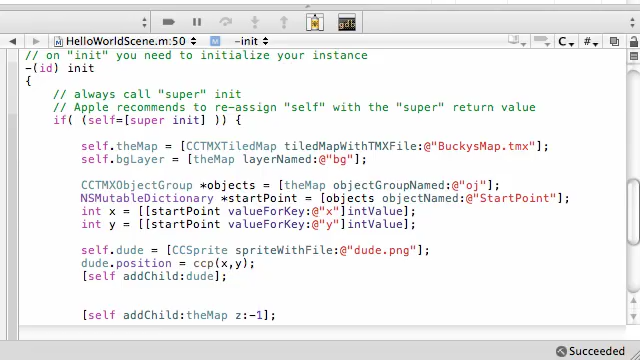 gdb
HelloWorldScene.m:50 M -init C #
// on "init" you need to initialize your instance
-(id) init
{
// always call "super" init
// Apple recommends to re-assign "self" with the "super" return value
if( (self=[super init] )) {
self.theMap = [CCTMXTiledMap tiledMapWithTMXFile:@"BuckysMap.tmx"];
self.bgLayer = [theMap layerNamed:@"bg"];
CCTMXObjectGroup *objects = [theMap objectGroupNamed:@"oj"];
NSMutableDictionary *startPoint = [objects objectNamed:@"StartPoint"];
int x = [[startPoint valueForKey:@"x"]intValue];
int y = [[startPoint valueForKey:@"y"]intValue];
self.dude = [CCSprite spriteWithFile:@"dude.png"];
dude.position = ccp(x,y);
[self addChild:dude];
[self addChild:theMap z:-1];
Succeeded